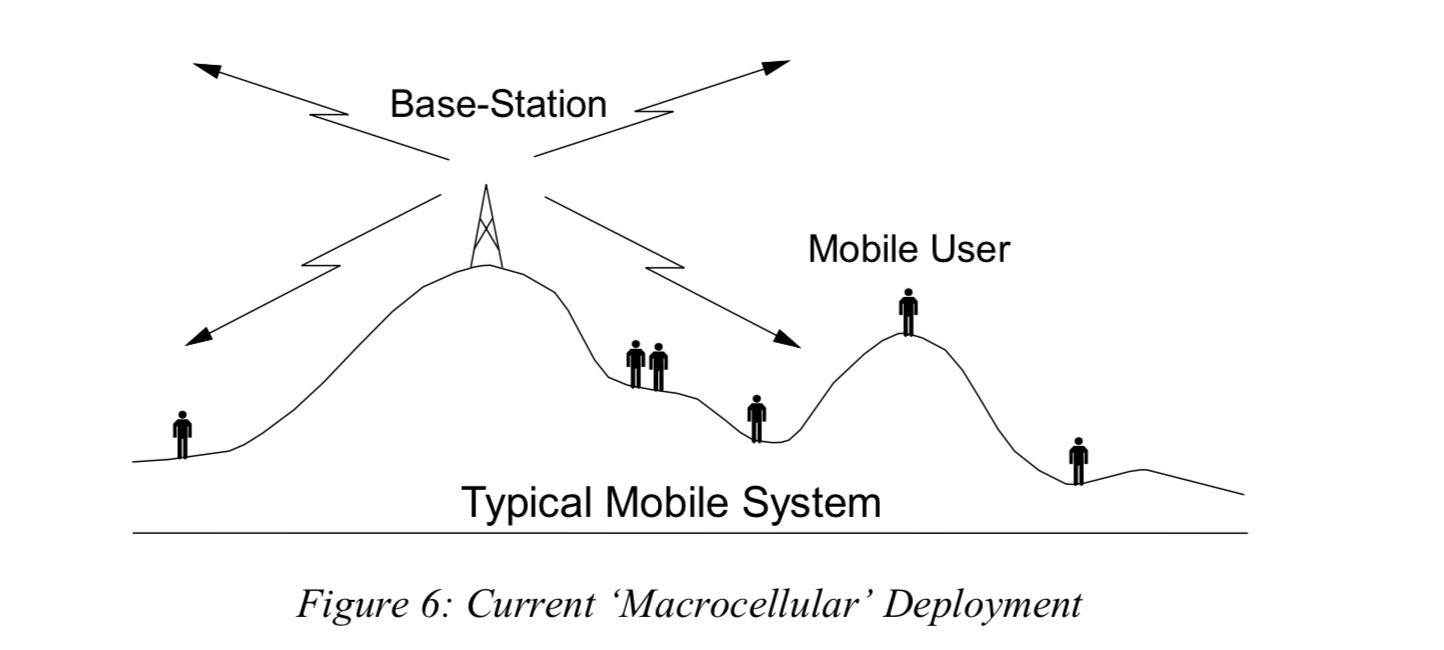 Base-Station
Mobile User
Typical Mobile System
Figure 6: Current ‘Macrocellular’ Deployment